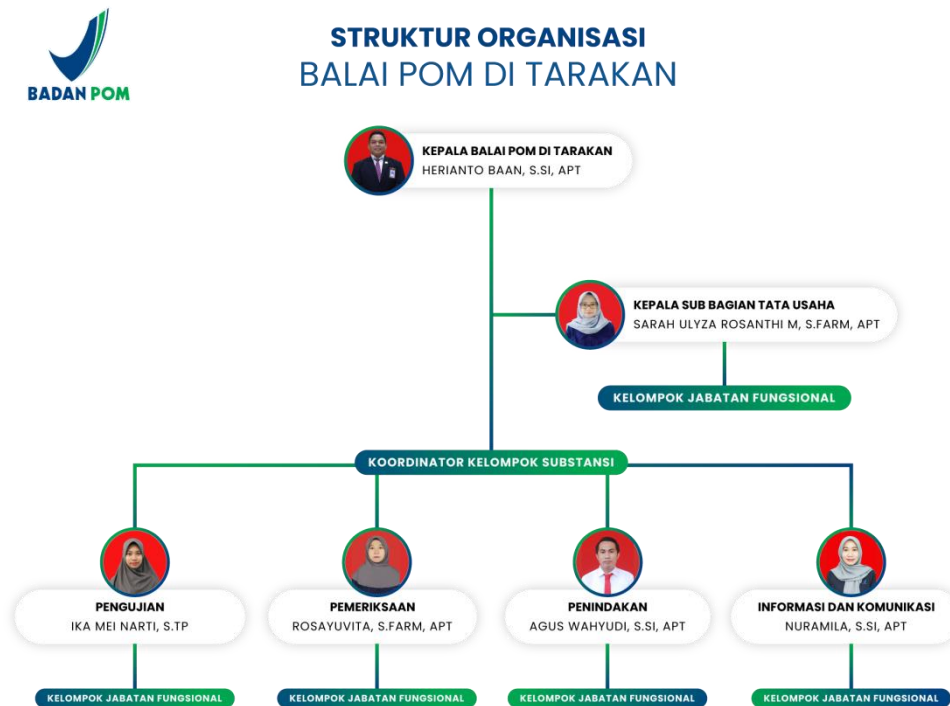 BADAN POM
STRUKTUR ORGANISASI
BALAI POM DI TARAKAN
KEPALA BALAI POM DI TARAKAN
HERIANTO BAAN, S.SI, APT
KEPALA SUB BAGIAN TATA USAHA
SARAH ULYZA ROSANTHI M, S.FARM, APT
KELOMPOK JABATAN FUNGSIONAL
KOORDINATOR KELOMPOK SUBSTANSI
PENGUJIAN
IKA MEI NARTI, S.TP
KELOMPOK JABATAN FUNGSIONAL
PEMERIKSAAN
ROSAYUVITA, S.FARM, APT
KELOMPOK JABATAN FUNGSIONAL
PENINDAKAN
AGUS WAHYUDI, S.SI, APT
KELOMPOK JABATAN FUNGSIONAL
INFORMASI DAN KOMUNIKASI
NURAMILA, S.SI, APT
KELOMPOK JABATAN FUNGSIONAL